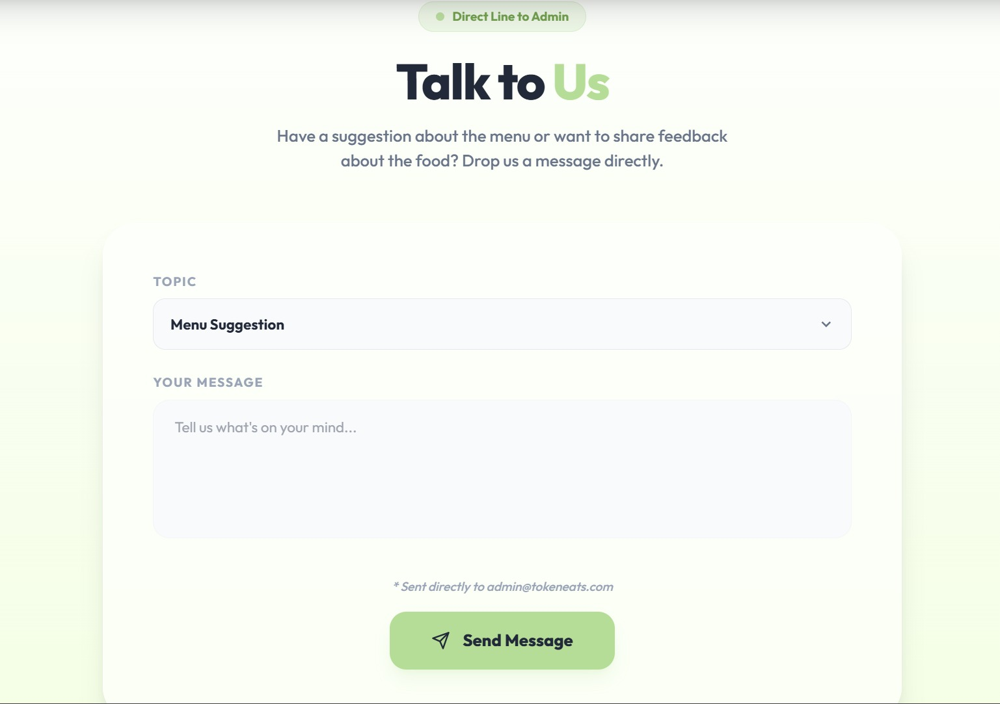 Direct Line to Admin
Talk to Us
Have a suggestion about the menu or want to share feedback
about the food? Drop us a message directly.
TOPIC
Menu Suggestion
YOUR MESSAGE
Tell us what's on your mind...
* Sent directly to admin@tokeneats.com
Send Message